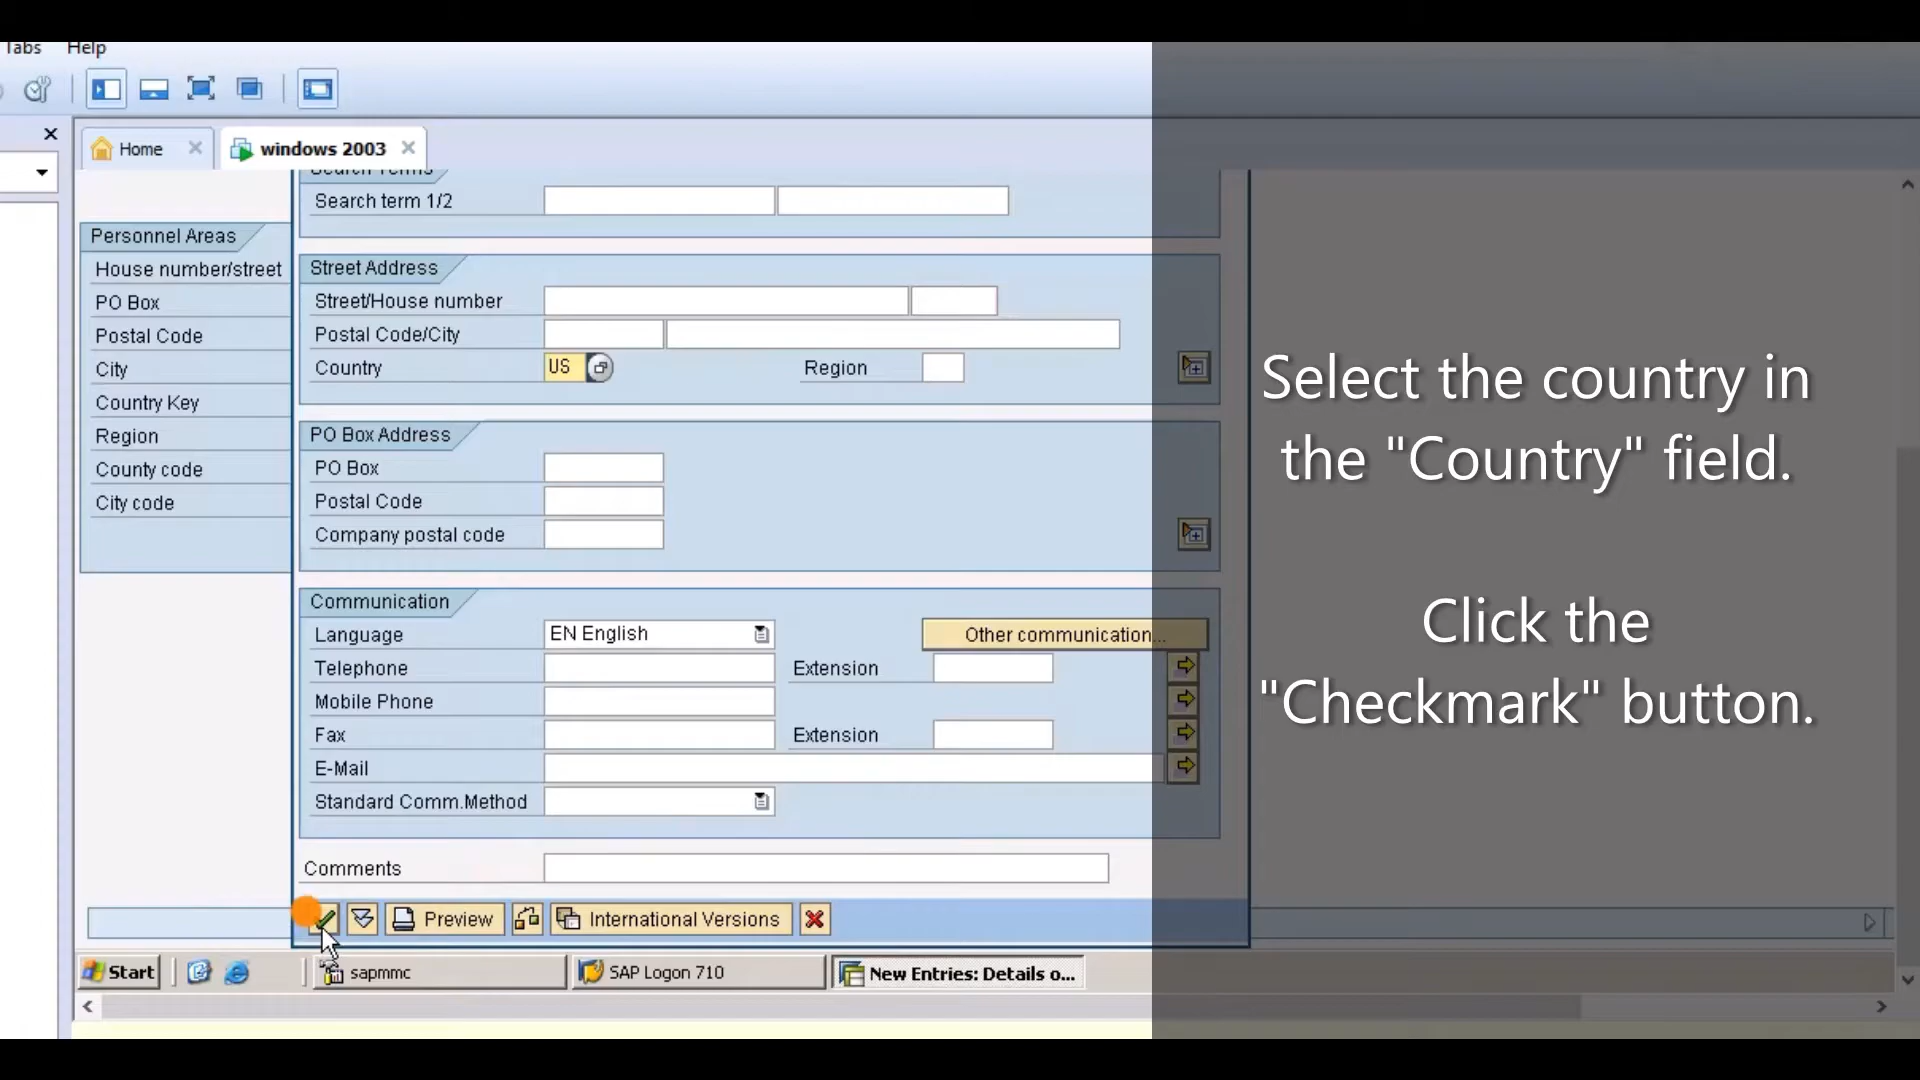 Tabs Help
Home
windows 2003
Search Terms
Search term 1/2
Personnel Areas
House number/street
PO Box
Postal Code
City
Country Key
Region
County code
City code
Street Address
Street/House number
Postal Code/City
Country US Region
PO Box Address
PO Box
Postal Code
Company postal code
Communication
Language EN English Other communication...
Telephone Extension
Mobile Phone
Fax Extension
E-Mail
Standard Comm.Method
Comments
Preview International Versions
Start sapmmc SAP Logon 710 New Entries: Details o...
Select the country in
the "Country" field.
Click the
"Checkmark" button.